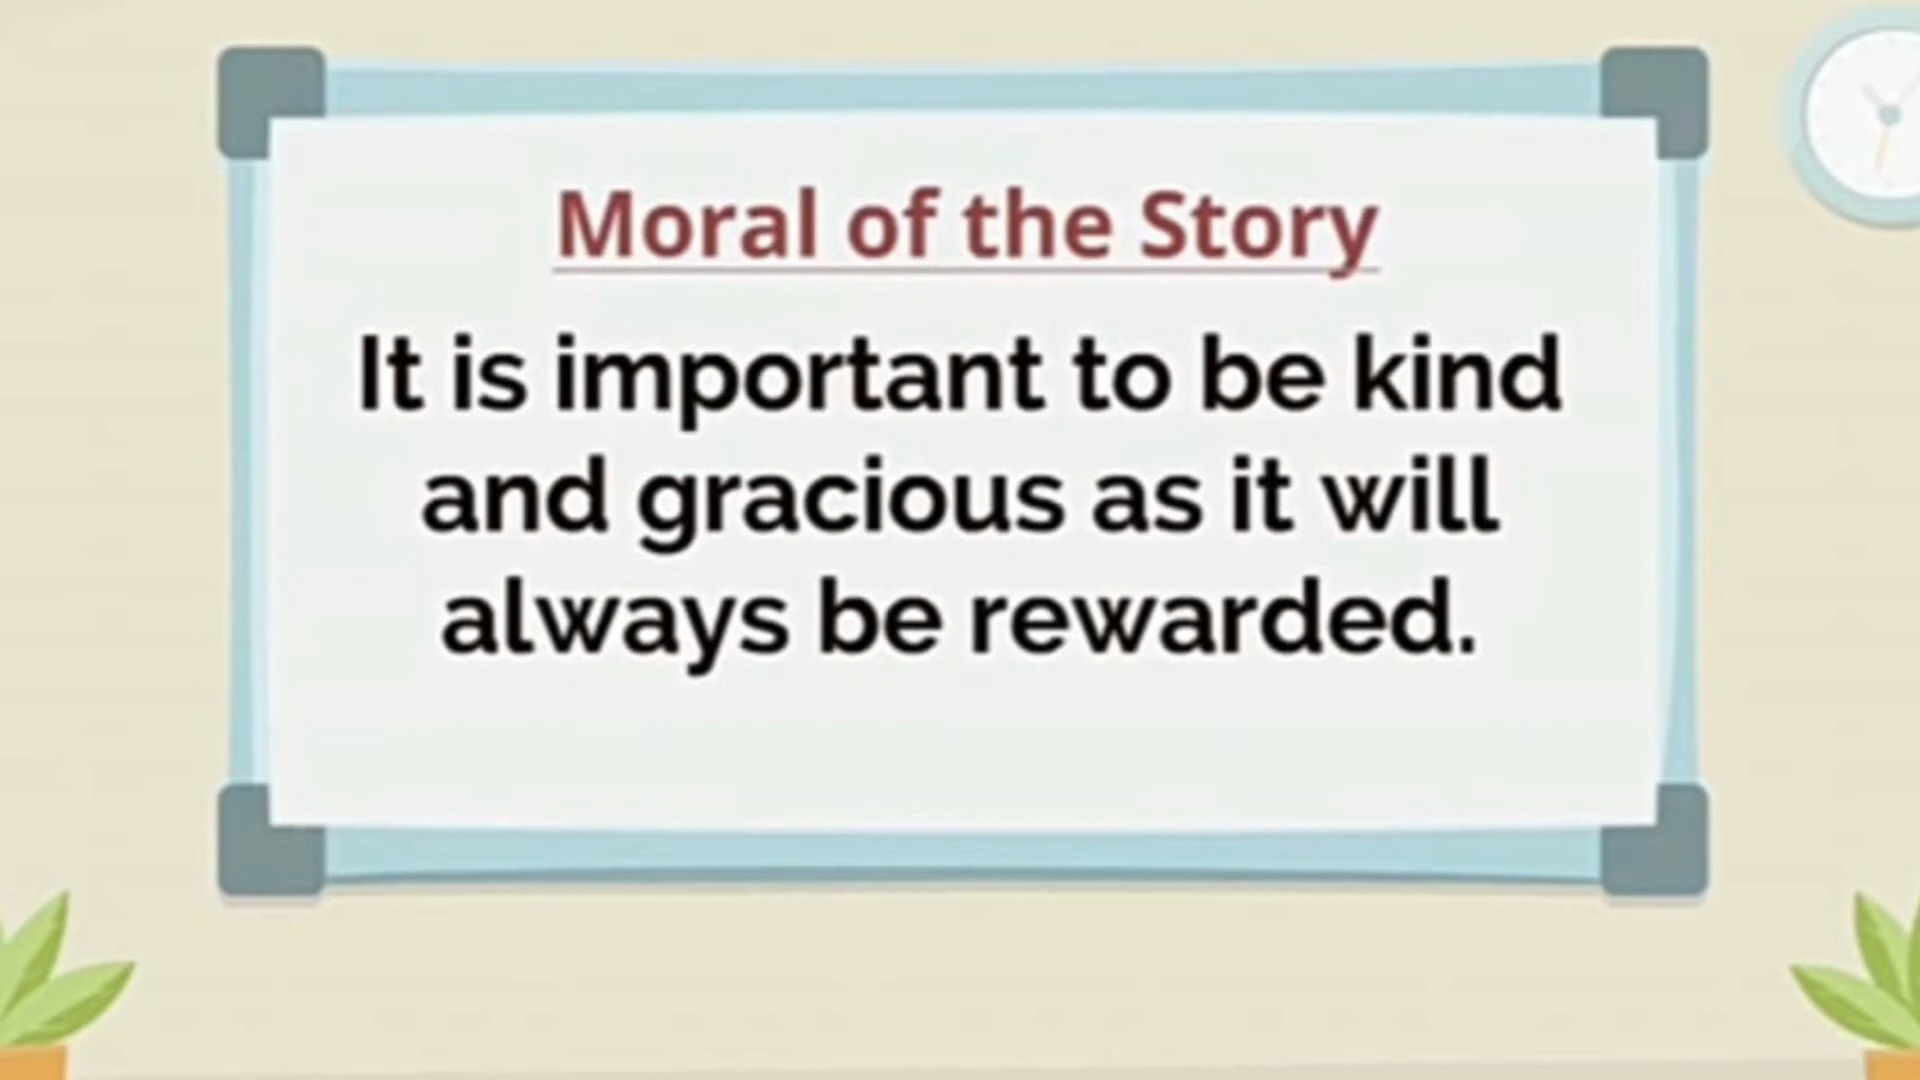 Moral of the Story
It is important to be kind
and gracious as it will
always be rewarded.